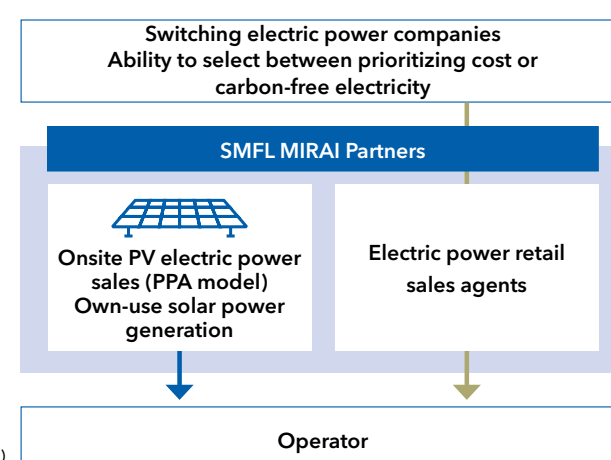 Switching electric power companies
Ability to select between prioritizing cost or
carbon-free electricity
SMFL MIRAI Partners
Onsite PV electric power
sales (PPA model)
Own-use solar power
generation
Electric power retail
sales agents
Operator
)